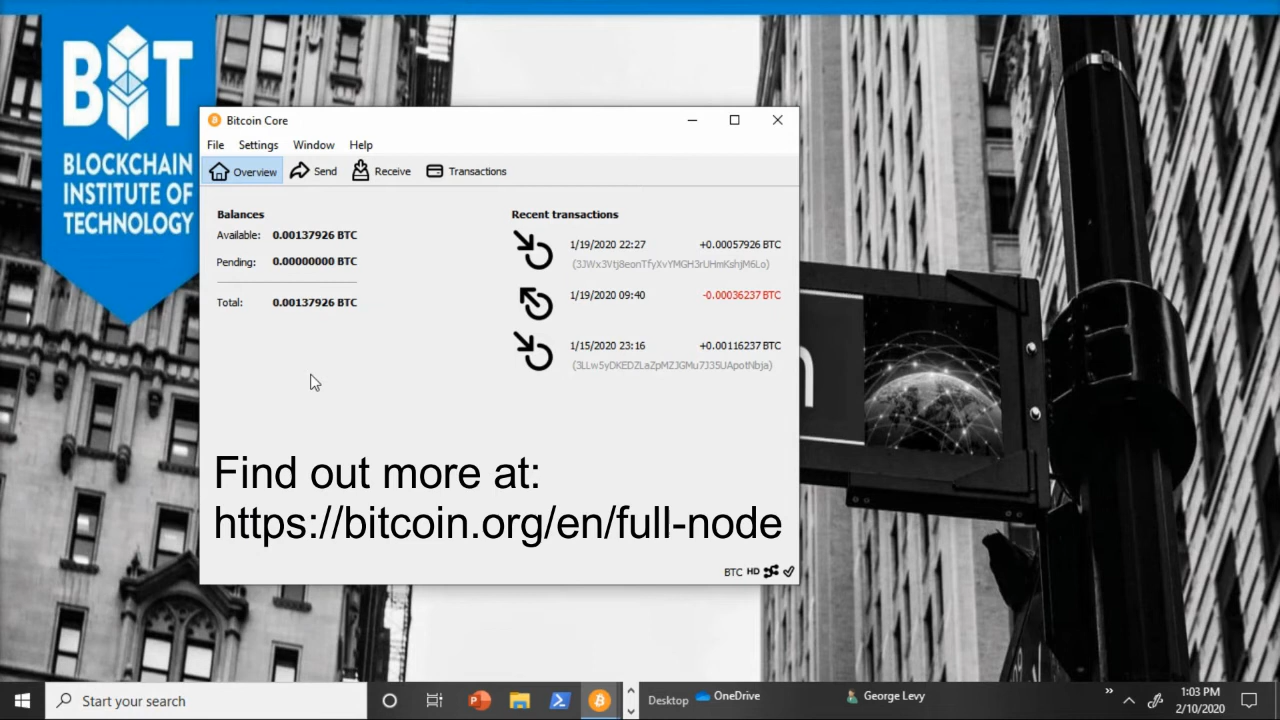 BIT
BLOCKCHAIN
INSTITUTE OF
TECHNOLOGY
Bitcoin Core
File Settings Window Help
Overview Send Receive Transactions
Balances
Available: 0.00137926 BTC
Pending: 0.00000000 BTC
Total: 0.00137926 BTC
Recent transactions
1/19/2020 22:27 +0.00057926 BTC
(3JWx3Vtj8eonTfyXvYMGH3rUHmKshjM6Lo)
1/19/2020 09:40 -0.00036237 BTC
1/15/2020 23:16 +0.00116237 BTC
(3LLw5yDKEDZLaZpMZJGMu7J35UApotNbja)
Find out more at:
https://bitcoin.org/en/full-node
BTC HD
n
Start your search
Desktop OneDrive George Levy
1:03 PM
2/10/2020